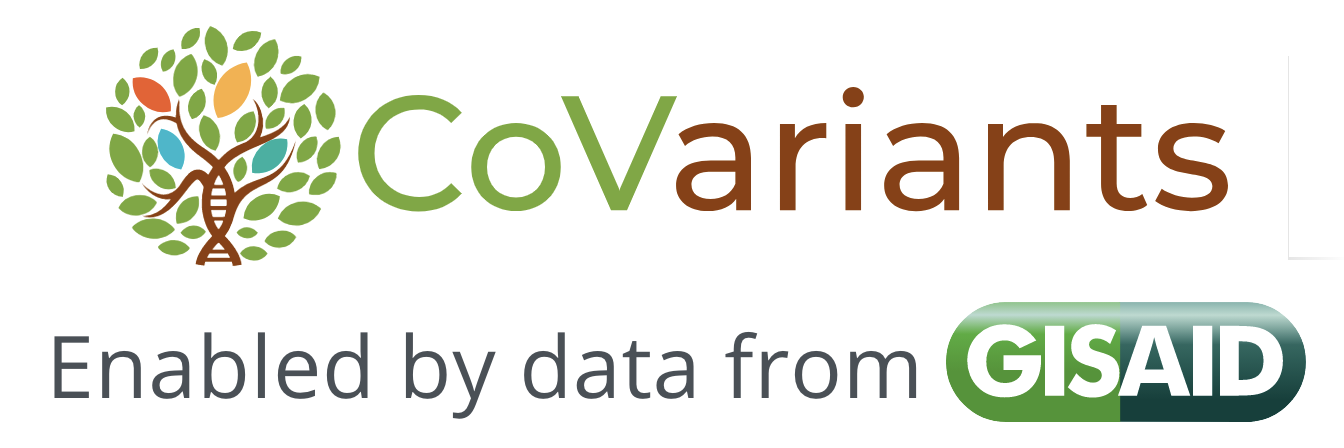 CoVariants
Enabled by data from GISAID